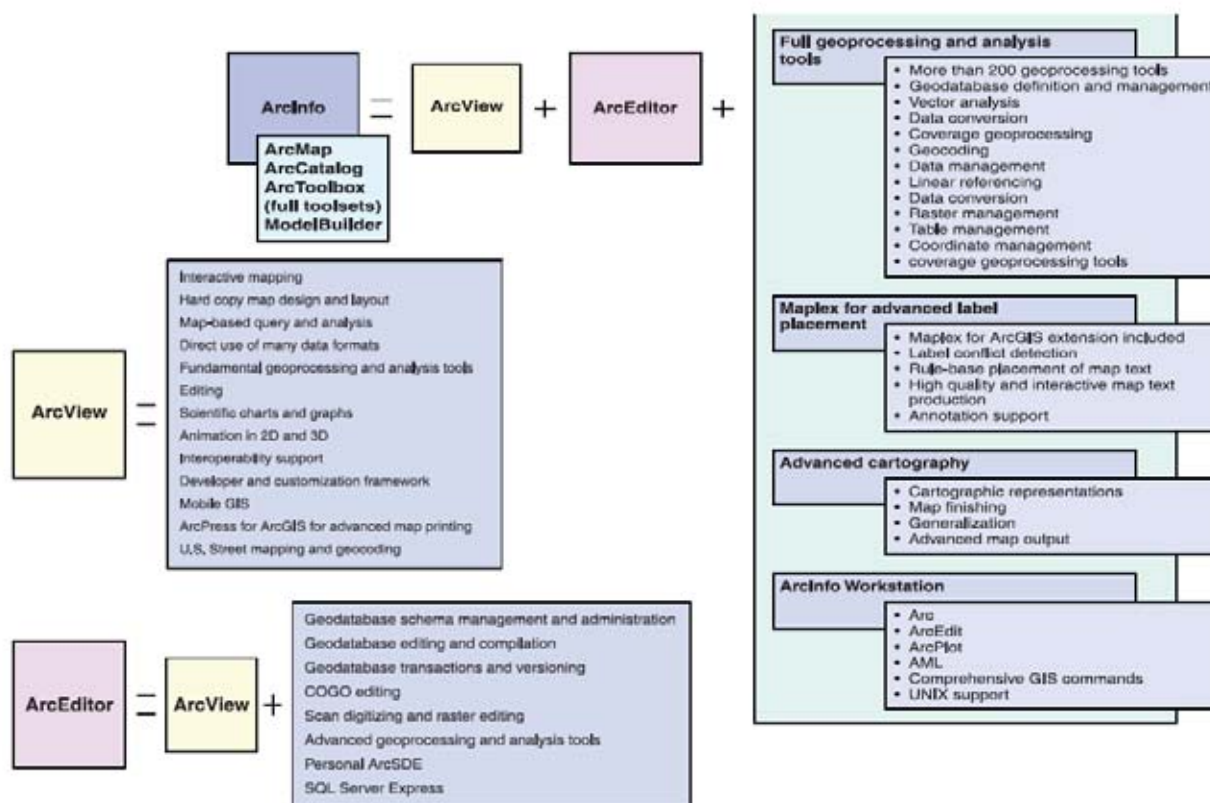 ArcInfo
=
ArcView
+
ArcEditor
+
ArcMap
ArcCatalog
ArcToolbox
(full toolsets)
ModelBuilder
Full geoprocessing and analysis
tools
• More than 200 geoprocessing tools
• Geodatabase definition and management
• Vector analysis
• Data conversion
• Coverage geoprocessing
• Geocoding
• Data management
• Linear referencing
• Data conversion
• Raster management
• Table management
• Coordinate management
• coverage geoprocessing tools
Maplex for advanced label
placement
• Maplex for ArcGIS extension included
• Label conflict detection
• Rule-base placement of map text
• High quality and interactive map text
production
• Annotation support
Advanced cartography
• Cartographic representations
• Map finishing
• Generalization
• Advanced map output
ArcInfo Workstation
• Arc
• ArcEdit
• ArcPlot
• AML
• Comprehensive GIS commands
• UNIX support
ArcView
=
Interactive mapping
Hard copy map design and layout
Map-based query and analysis
Direct use of many data formats
Fundamental geoprocessing and analysis tools
Editing
Scientific charts and graphs
Animation in 2D and 3D
Interoperability support
Developer and customization framework
Mobile GIS
ArcPress for ArcGIS for advanced map printing
U.S. Street mapping and geocoding
ArcEditor
=
ArcView
+
Geodatabase schema management and administration
Geodatabase editing and compilation
Geodatabase transactions and versioning
COGO editing
Scan digitizing and raster editing
Advanced geoprocessing and analysis tools
Personal ArcSDE
SQL Server Express